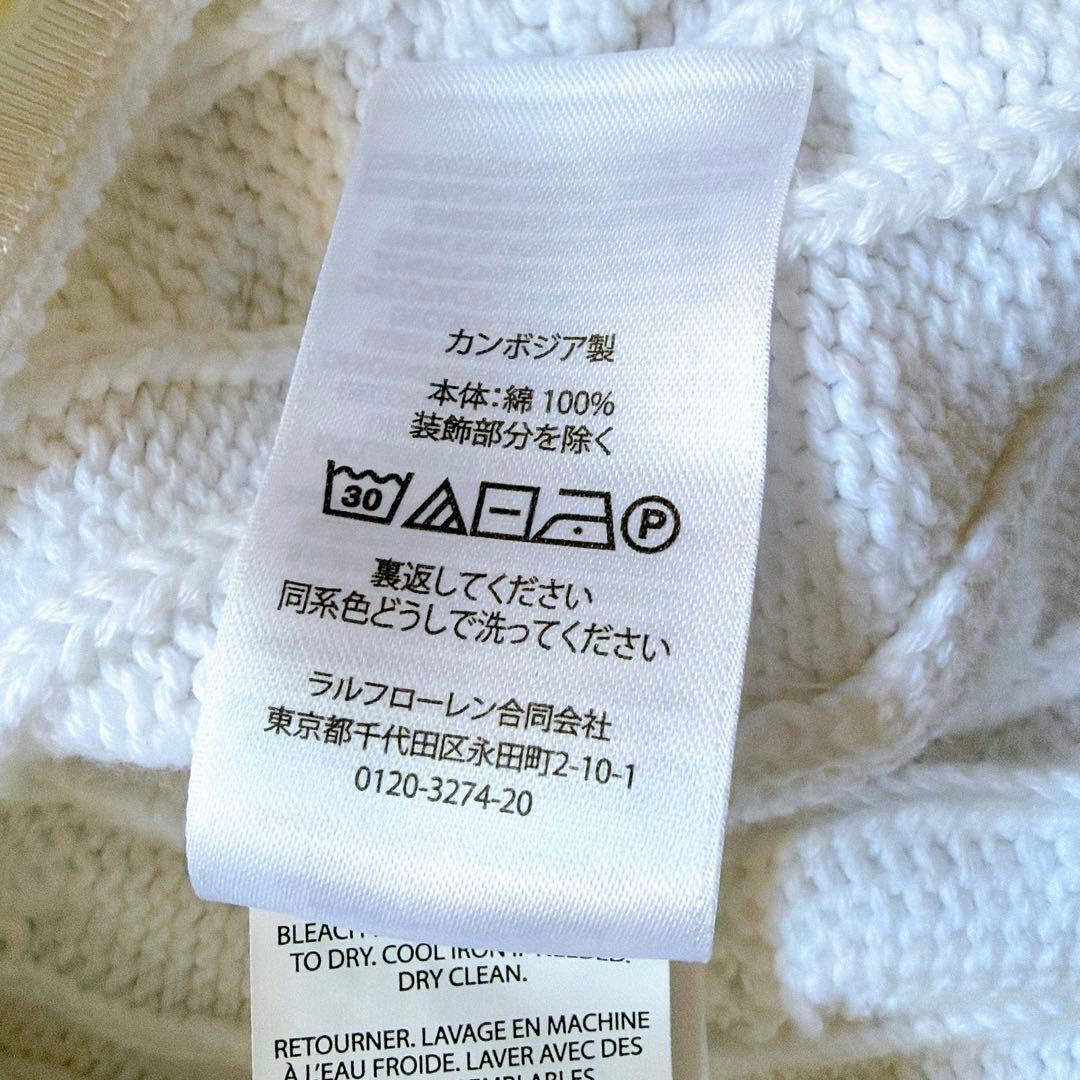 カンボジア製
本体:綿 100%
装飾部分を除く
30 P
裏返してください
同系色どうしで洗ってください
ラルフローレン合同会社
東京都千代田区永田町2-10-1
0120-3274-20
BLEACH
TO DRY. COOL IRON IF NEEDED.
DRY CLEAN.
RETOURNER. LAVAGE EN MACHINE
À L'EAU FROIDE. LAVER AVEC DES